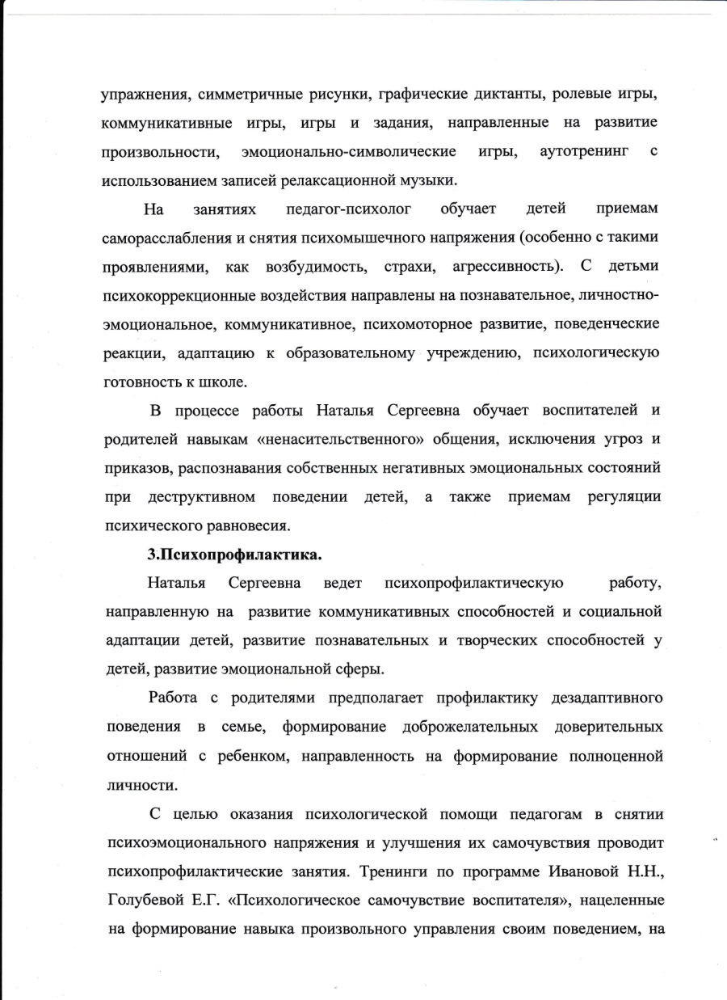 упражнения, симметричные рисунки, графические диктанты, ролевые игры,
коммуникативные игры, игры и задания, направленные на развитие
произвольности, эмоционально-символические игры, аутотренинг с
использованием записей релаксационной музыки.
На занятиях педагог-психолог обучает детей приемам
саморасслабления и снятия психомышечного напряжения (особенно с такими
проявлениями, как возбудимость, страхи, агрессивность). С детьми
психокоррекционные воздействия направлены на познавательное, личностно-
эмоциональное, коммуникативное, психомоторное развитие, поведенческие
реакции, адаптацию к образовательному учреждению, психологическую
готовность к школе.
В процессе работы Наталья Сергеевна обучает воспитателей и
родителей навыкам «ненасительственного» общения, исключения угроз и
приказов, распознавания собственных негативных эмоциональных состояний
при деструктивном поведении детей, а также приемам регуляции
психического равновесия.
3.Психопрофилактика.
Наталья Сергеевна ведет психопрофилактическую работу,
направленную на развитие коммуникативных способностей и социальной
адаптации детей, развитие познавательных и творческих способностей у
детей, развитие эмоциональной сферы.
Работа с родителями предполагает профилактику дезадаптивного
поведения в семье, формирование доброжелательных доверительных
отношений с ребенком, направленность на формирование полноценной
личности.
С целью оказания психологической помощи педагогам в снятии
психоэмоционального напряжения и улучшения их самочувствия проводит
психопрофилактические занятия. Тренинги по программе Ивановой Н.Н.,
Голубевой Е.Г. «Психологическое самочувствие воспитателя», нацеленные
на формирование навыка произвольного управления своим поведением, на